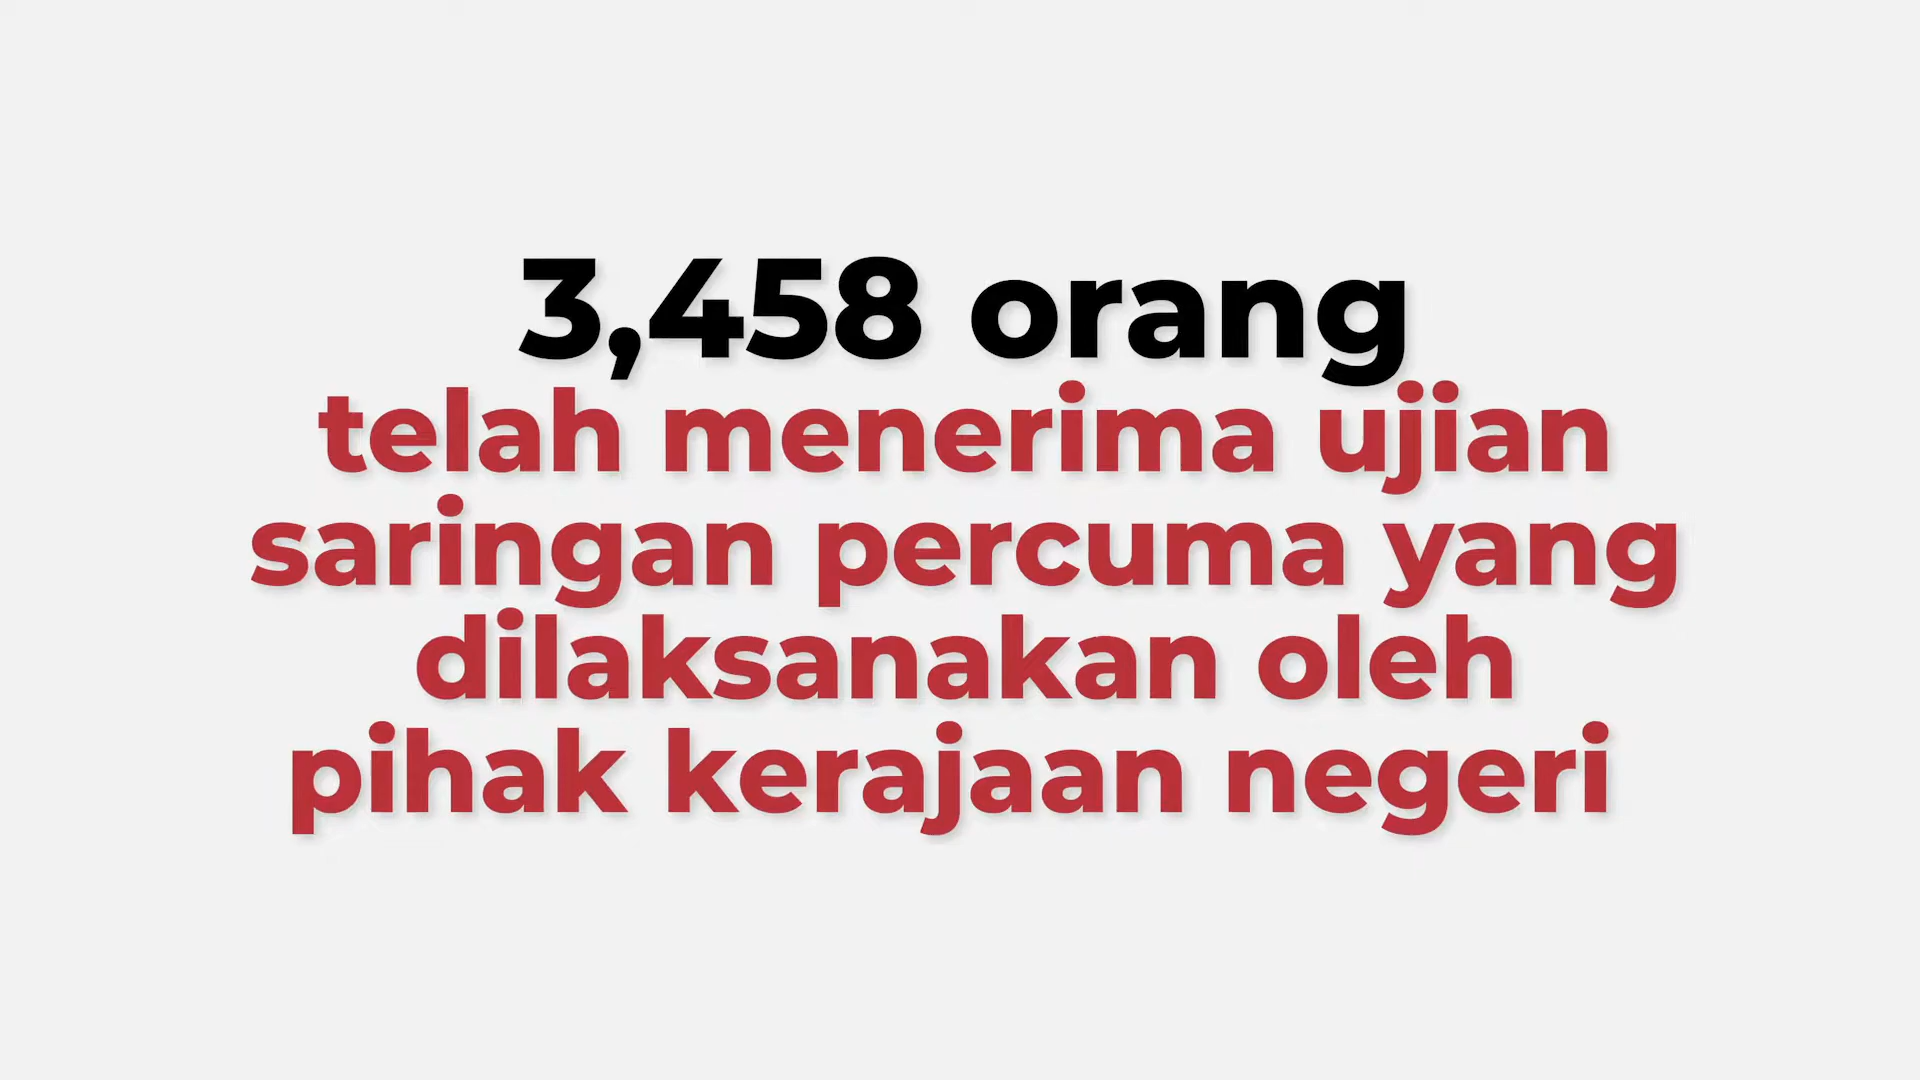 3,458 orang
telah menerima ujian
saringan percuma yang
dilaksanakan oleh
pihak kerajaan negeri